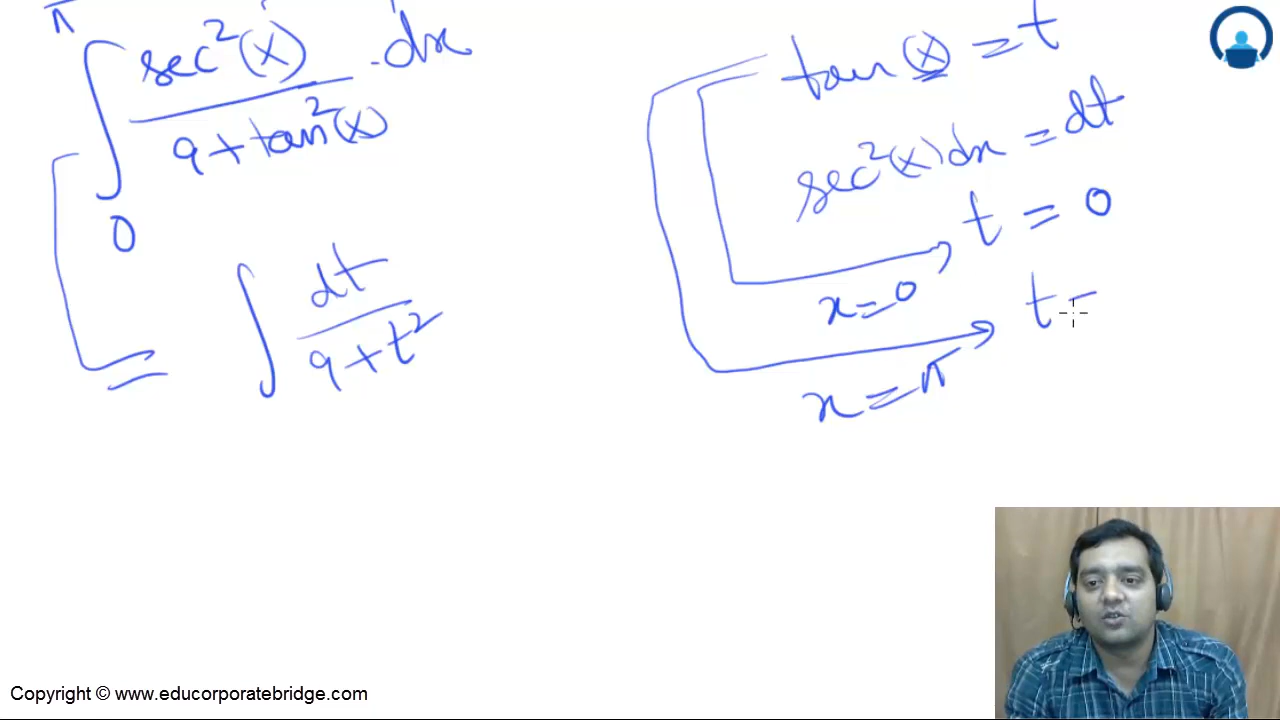 ∫₀^π sec²(x) / (9 + tan²(x)) · dx
= ∫ dt / (9 + t²)
tan(x) = t
sec²(x) dx = dt
x = 0 → t = 0
x = π → t =
Copyright © www.educorporatebridge.com